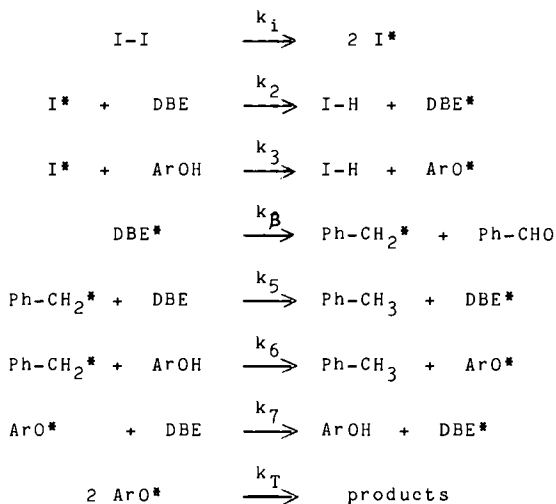 I-I k_i → 2 I*
I* + DBE k_2 → I-H + DBE*
I* + ArOH k_3 → I-H + ArO*
DBE* k_β → Ph-CH_2* + Ph-CHO
Ph-CH_2* + DBE k_5 → Ph-CH_3 + DBE*
Ph-CH_2* + ArOH k_6 → Ph-CH_3 + ArO*
ArO* + DBE k_7 → ArOH + DBE*
2 ArO* k_T → products